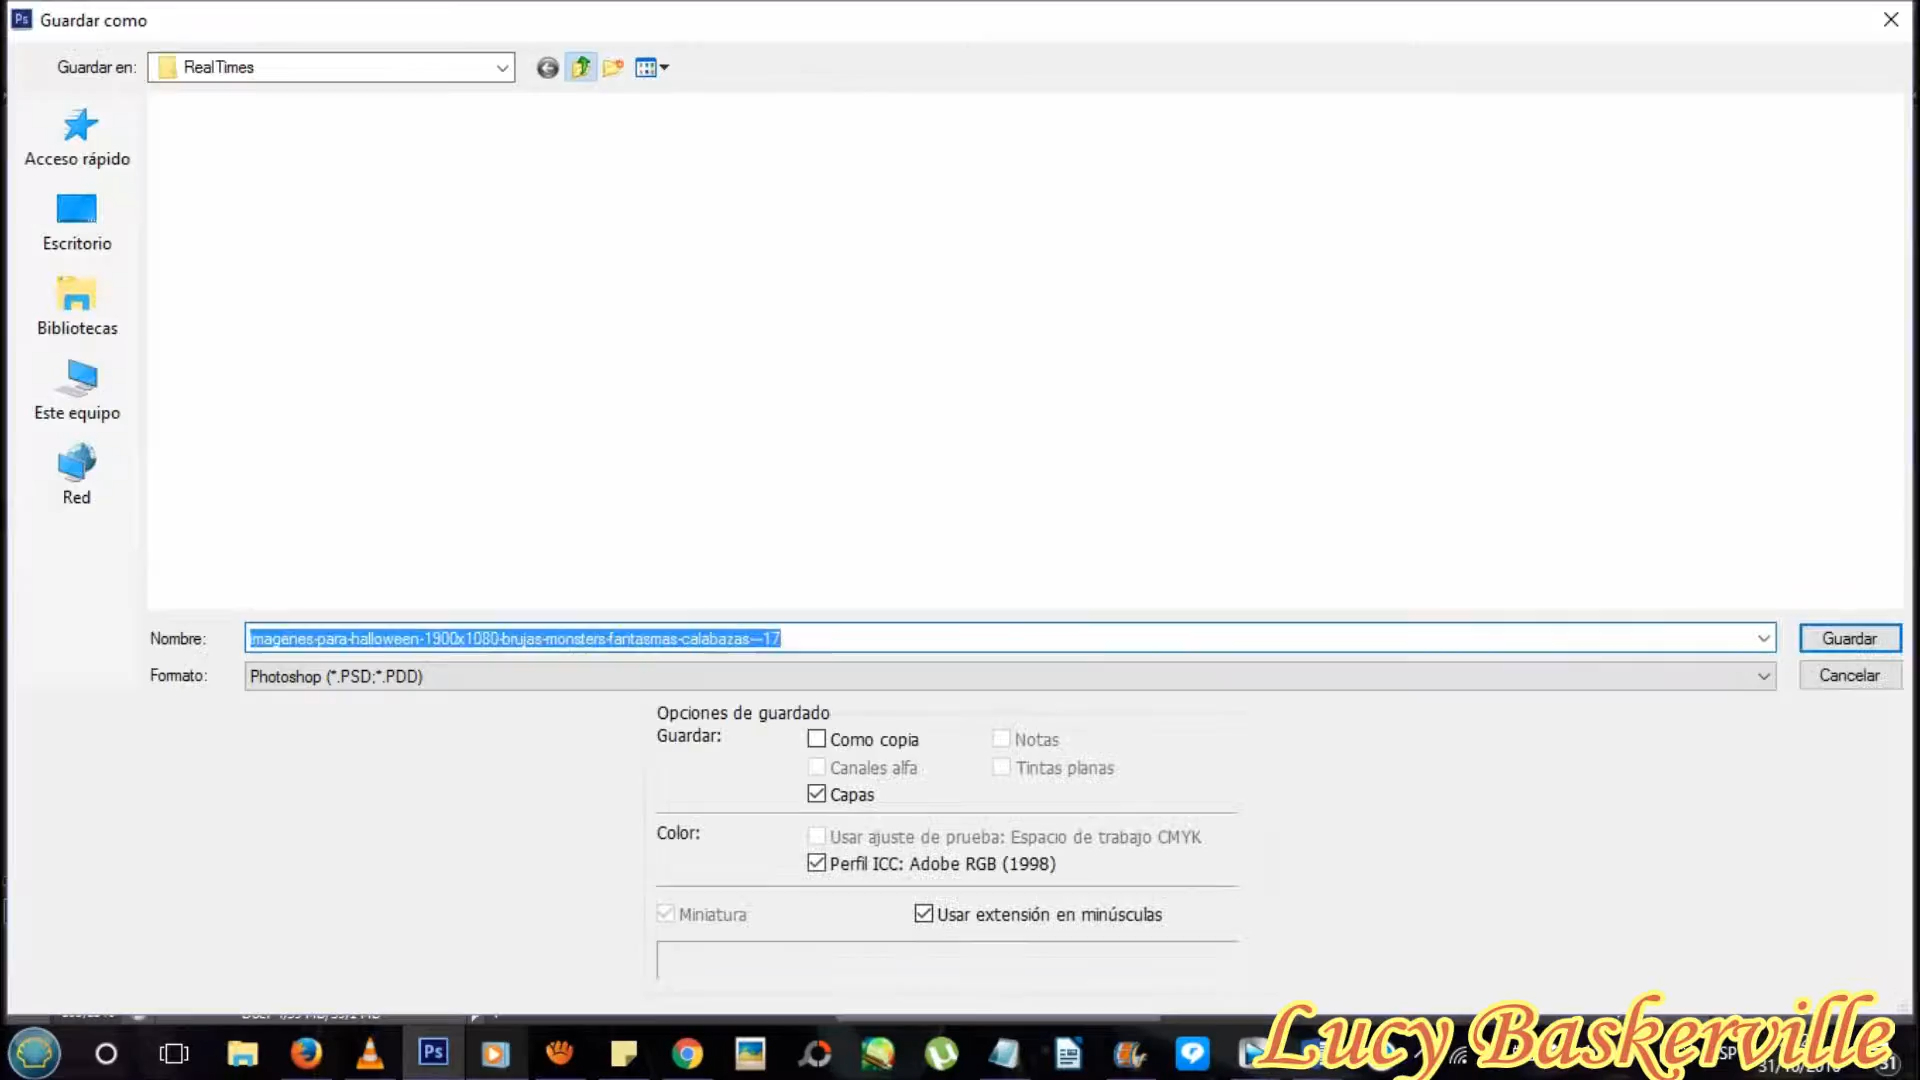 Ps Guardar como
Guardar en: RealTimes
Acceso rápido
Escritorio
Bibliotecas
Este equipo
Red
Nombre: imagenes-para-halloween-1900x1080-brujas-monsters-fantasmas-calabazas---17 Guardar
Formato: Photoshop (*.PSD;*.PDD) Cancelar
Opciones de guardado
Guardar: Como copia Notas
Canales alfa Tintas planas
Capas
Color: Usar ajuste de prueba: Espacio de trabajo CMYK
Perfil ICC: Adobe RGB (1998)
Miniatura Usar extensión en minúsculas
Ps
Lucy Baskerville